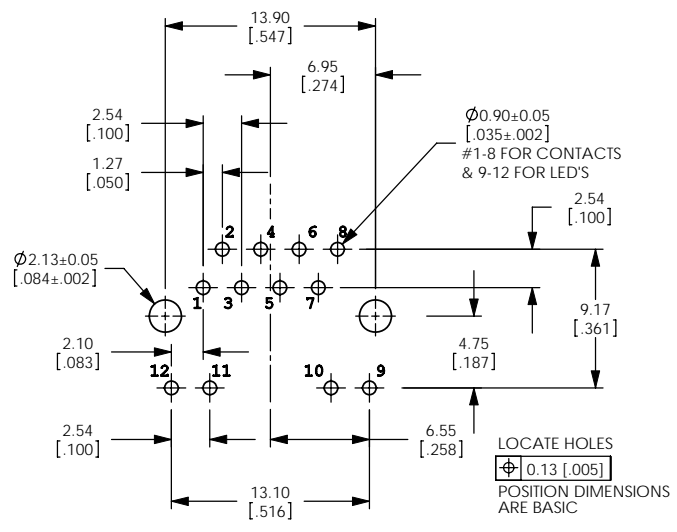 13.90
[.547]
6.95
[.274]
2.54
[.100]
Ø0.90±0.05
[.035±.002]
#1-8 FOR CONTACTS
& 9-12 FOR LED'S
1.27
[.050]
2.54
[.100]
2 4 6 8
Ø2.13±0.05
[.084±.002]
1 3 5 7
9.17
[.361]
2.10
[.083]
4.75
[.187]
12 11 10 9
2.54
[.100]
6.55
[.258]
LOCATE HOLES
⌖ 0.13 [.005]
POSITION DIMENSIONS
ARE BASIC
13.10
[.516]